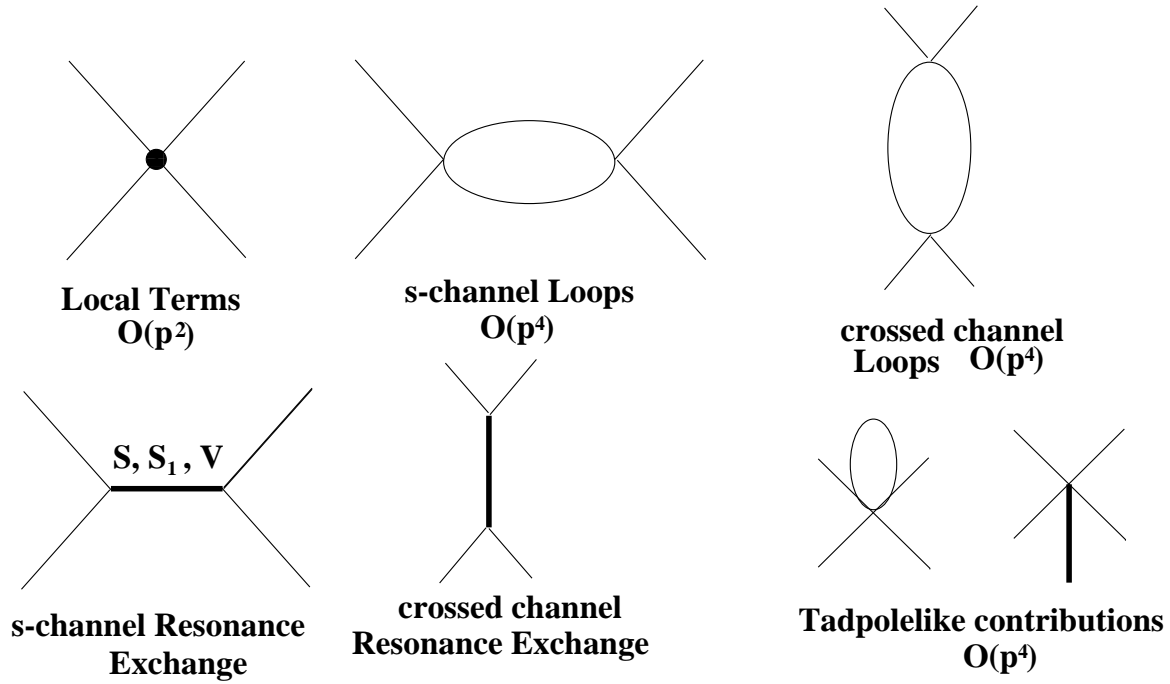 Local Terms
O(p²)
s-channel Loops
O(p⁴)
crossed channel
Loops O(p⁴)
S, S₁ , V
s-channel Resonance
Exchange
crossed channel
Resonance Exchange
Tadpolelike contributions
O(p⁴)